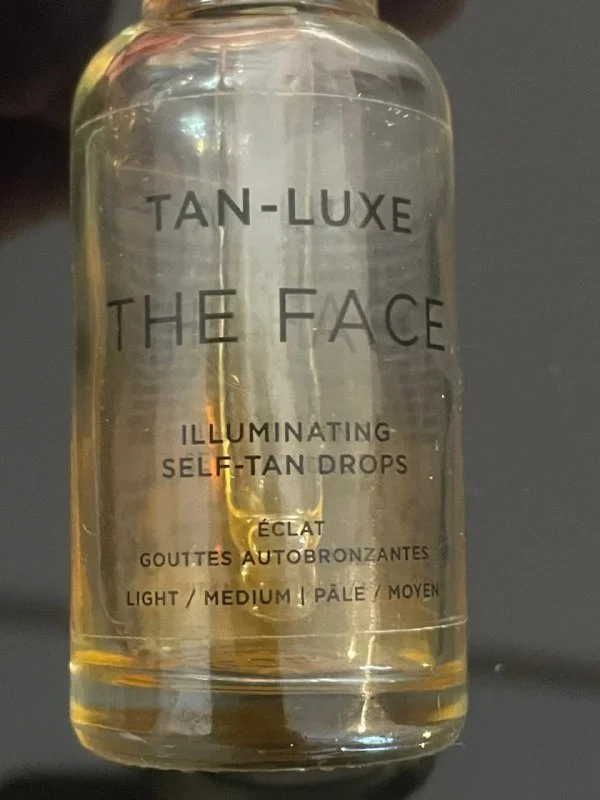 TAN-LUXE
THE FACE
ILLUMINATING
SELF-TAN DROPS
ÉCLAT
GOUTTES AUTOBRONZANTES
LIGHT / MEDIUM | PÂLE / MOYEN